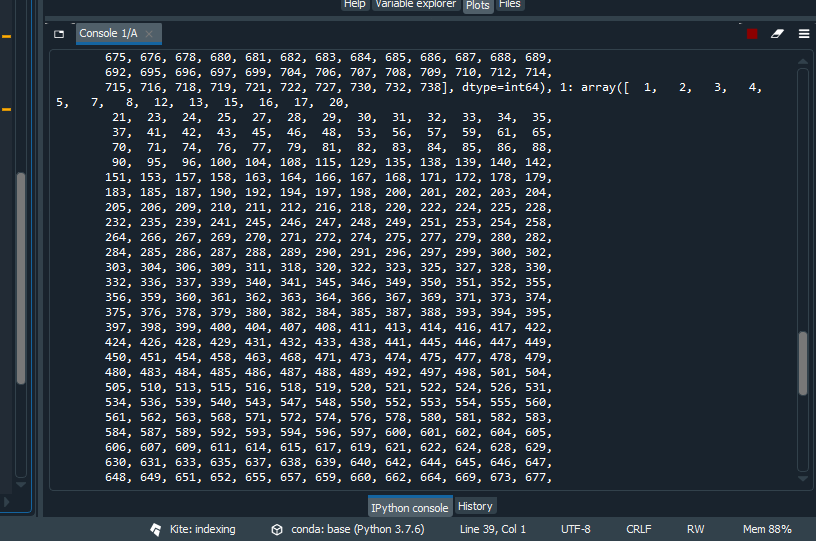 Help Variable explorer Plots Files
Console 1/A
675, 676, 678, 680, 681, 682, 683, 684, 685, 686, 687, 688, 689,
692, 695, 696, 697, 699, 704, 706, 707, 708, 709, 710, 712, 714,
715, 716, 718, 719, 721, 722, 727, 730, 732, 738], dtype=int64), 1: array([ 1, 2, 3, 4,
5, 7, 8, 12, 13, 15, 16, 17, 20,
21, 23, 24, 25, 27, 28, 29, 30, 31, 32, 33, 34, 35,
37, 41, 42, 43, 45, 46, 48, 53, 56, 57, 59, 61, 65,
70, 71, 74, 76, 77, 79, 81, 82, 83, 84, 85, 86, 88,
90, 95, 96, 100, 104, 108, 115, 129, 135, 138, 139, 140, 142,
151, 153, 157, 158, 163, 164, 166, 167, 168, 171, 172, 178, 179,
183, 185, 187, 190, 192, 194, 197, 198, 200, 201, 202, 203, 204,
205, 206, 209, 210, 211, 212, 216, 218, 220, 222, 224, 225, 228,
232, 235, 239, 241, 245, 246, 247, 248, 249, 251, 253, 254, 258,
264, 266, 267, 269, 270, 271, 272, 274, 275, 277, 279, 280, 282,
284, 285, 286, 287, 288, 289, 290, 291, 296, 297, 299, 300, 302,
303, 304, 306, 309, 311, 318, 320, 322, 323, 325, 327, 328, 330,
332, 336, 337, 339, 340, 341, 345, 346, 349, 350, 351, 352, 355,
356, 359, 360, 361, 362, 363, 364, 366, 367, 369, 371, 373, 374,
375, 376, 378, 379, 380, 382, 384, 385, 387, 388, 393, 394, 395,
397, 398, 399, 400, 404, 407, 408, 411, 413, 414, 416, 417, 422,
424, 426, 428, 429, 431, 432, 433, 438, 441, 445, 446, 447, 449,
450, 451, 454, 458, 463, 468, 471, 473, 474, 475, 477, 478, 479,
480, 483, 484, 485, 486, 487, 488, 489, 492, 497, 498, 501, 504,
505, 510, 513, 515, 516, 518, 519, 520, 521, 522, 524, 526, 531,
534, 536, 539, 540, 543, 547, 548, 550, 552, 553, 554, 555, 560,
561, 562, 563, 568, 571, 572, 574, 576, 578, 580, 581, 582, 583,
584, 587, 589, 592, 593, 594, 596, 597, 600, 601, 602, 604, 605,
606, 607, 609, 611, 614, 615, 617, 619, 621, 622, 624, 628, 629,
630, 631, 633, 635, 637, 638, 639, 640, 642, 644, 645, 646, 647,
648, 649, 651, 652, 655, 657, 659, 660, 662, 664, 669, 673, 677,
IPython console History
Kite: indexing conda: base (Python 3.7.6) Line 39, Col 1 UTF-8 CRLF RW Mem 88%